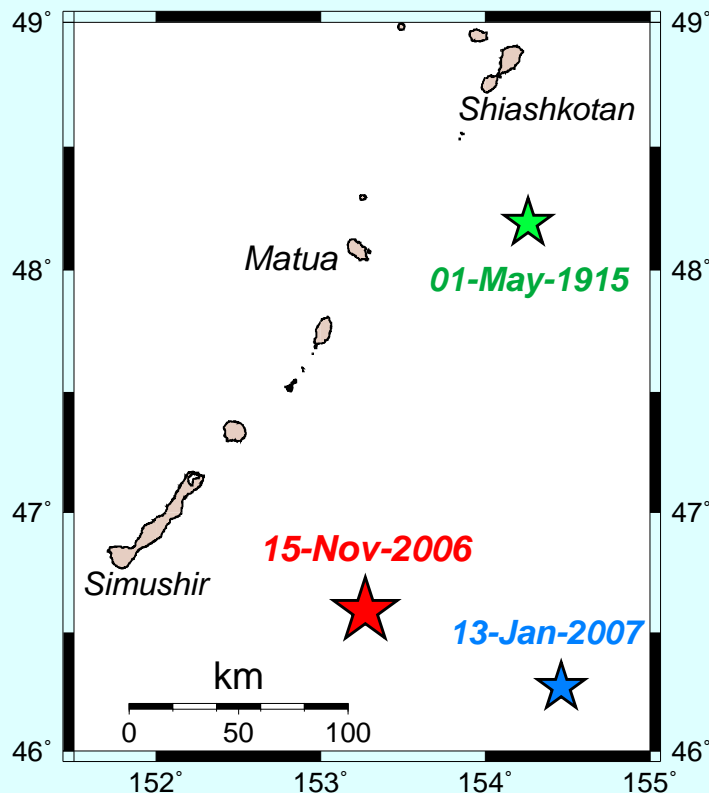 49° 49°
Shiashkotan
Matua
48° 48°
01-May-1915
47° 47°
15-Nov-2006
Simushir
13-Jan-2007
km
0 50 100
46° 46°
152° 153° 154° 155°